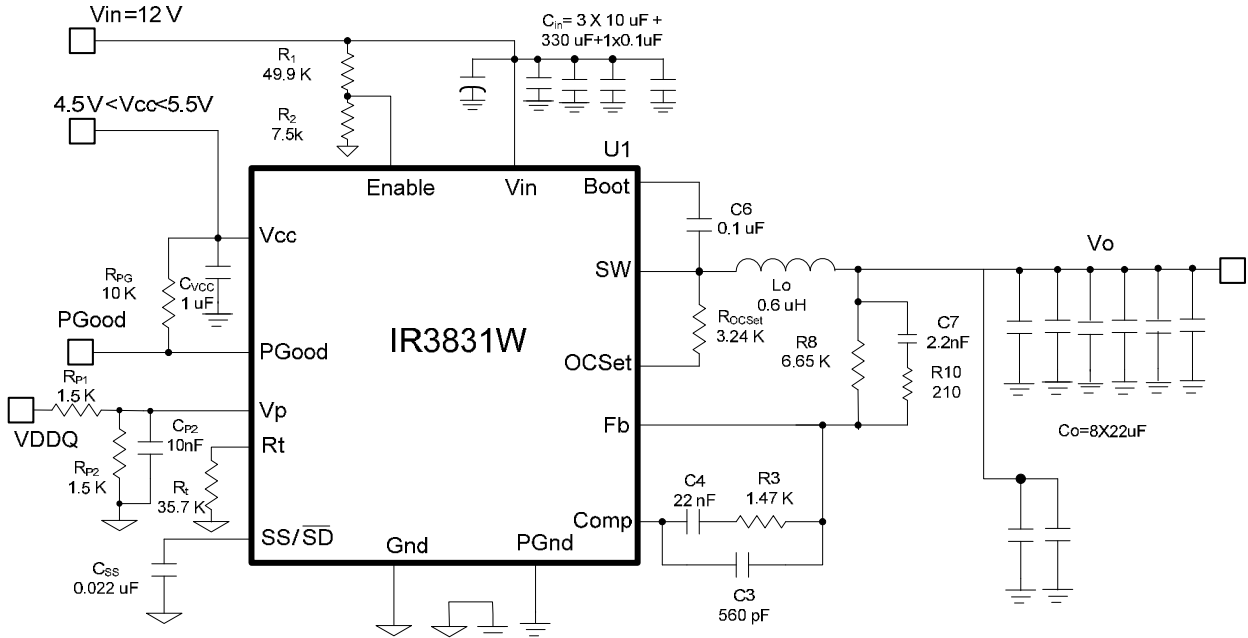 Vin=12 V
Cin= 3 X 10 uF +
330 uF+1x0.1uF
R1
49.9 K
4.5V<Vcc<5.5V
R2
7.5k
U1
Enable
Vin
Boot
C6
0.1 uF
Vcc
Vo
SW
RPG
10 K
CVCC
1 uF
Lo
0.6 uH
ROCSet
3.24 K
PGood
C7
2.2nF
IR3831W
R8
6.65 K
PGood
OCSet
RP1
1.5 K
R10
210
Vp
Fb
VDDQ
CP2
10nF
Co=8X22uF
Rt
RP2
1.5 K
Rt
35.7 K
C4
22 nF
R3
1.47 K
Comp
SS/SD
Gnd
PGnd
CSS
0.022 uF
C3
560 pF